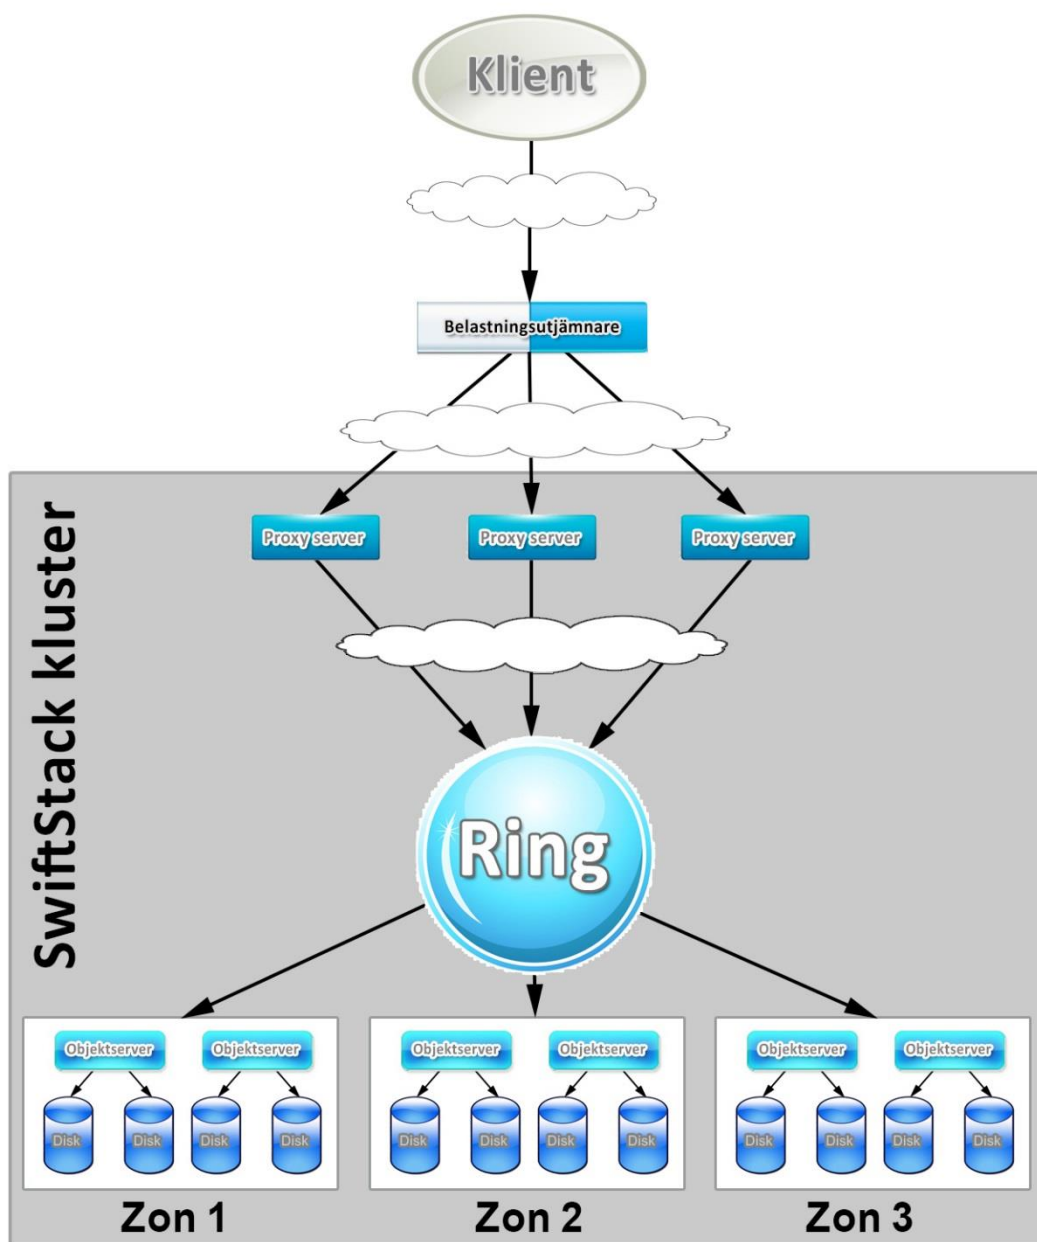 Klient
Belastningsutjämnare
SwiftStack kluster
Proxy server
Proxy server
Proxy server
Ring
Objektserver
Objektserver
Objektserver
Objektserver
Objektserver
Objektserver
Disk
Disk
Disk
Disk
Disk
Disk
Disk
Disk
Disk
Disk
Disk
Disk
Zon 1
Zon 2
Zon 3